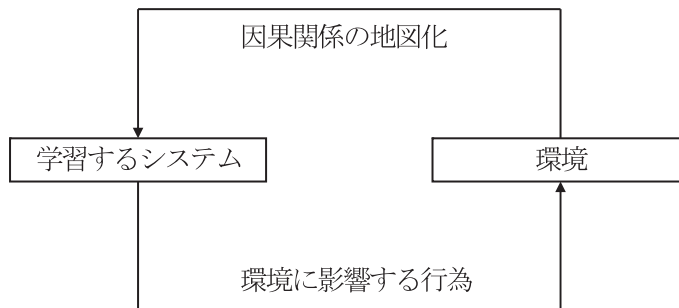 因果関係の地図化
学習するシステム
環境
環境に影響する行為